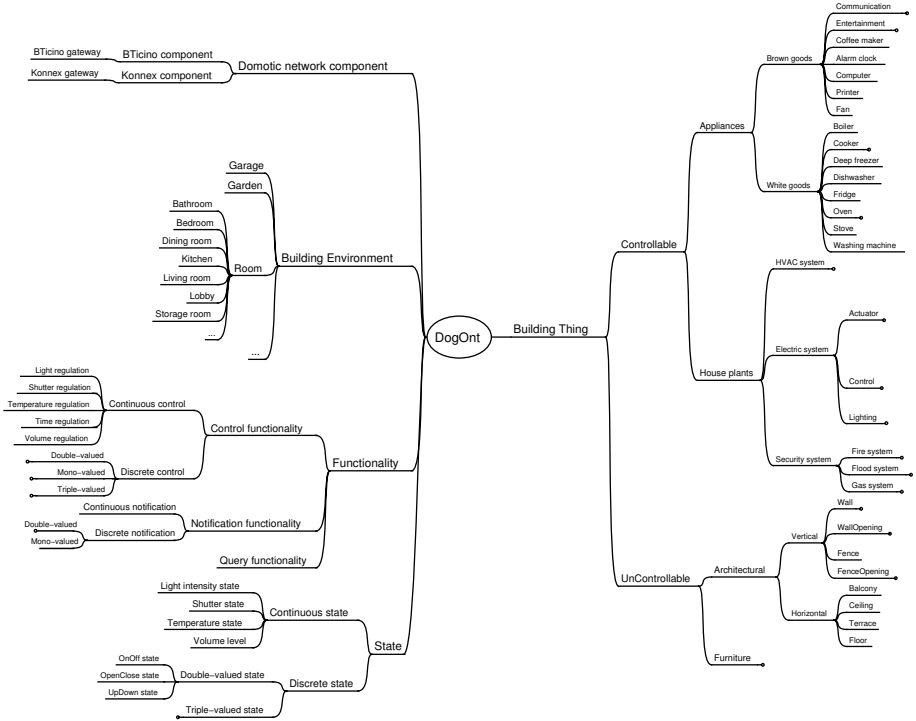 DogOnt
Domotic network component
BTicino component
BTicino gateway
Konnex component
Konnex gateway
Building Environment
Garage
Garden
Room
Bathroom
Bedroom
Dining room
Kitchen
Living room
Lobby
Storage room
...
...
Functionality
Control functionality
Continuous control
Light regulation
Shutter regulation
Temperature regulation
Time regulation
Volume regulation
Discrete control
Double−valued
Mono−valued
Triple−valued
Notification functionality
Continuous notification
Discrete notification
Double−valued
Mono−valued
Query functionality
State
Continuous state
Light intensity state
Shutter state
Temperature state
Volume level
Discrete state
Double−valued state
OnOff state
OpenClose state
UpDown state
Triple−valued state
Building Thing
Controllable
Appliances
Brown goods
Communication
Entertainment
Coffee maker
Alarm clock
Computer
Printer
Fan
White goods
Boiler
Cooker
Deep freezer
Dishwasher
Fridge
Oven
Stove
Washing machine
House plants
HVAC system
Electric system
Actuator
Control
Lighting
Security system
Fire system
Flood system
Gas system
UnControllable
Architectural
Vertical
Wall
WallOpening
Fence
FenceOpening
Horizontal
Balcony
Ceiling
Terrace
Floor
Furniture